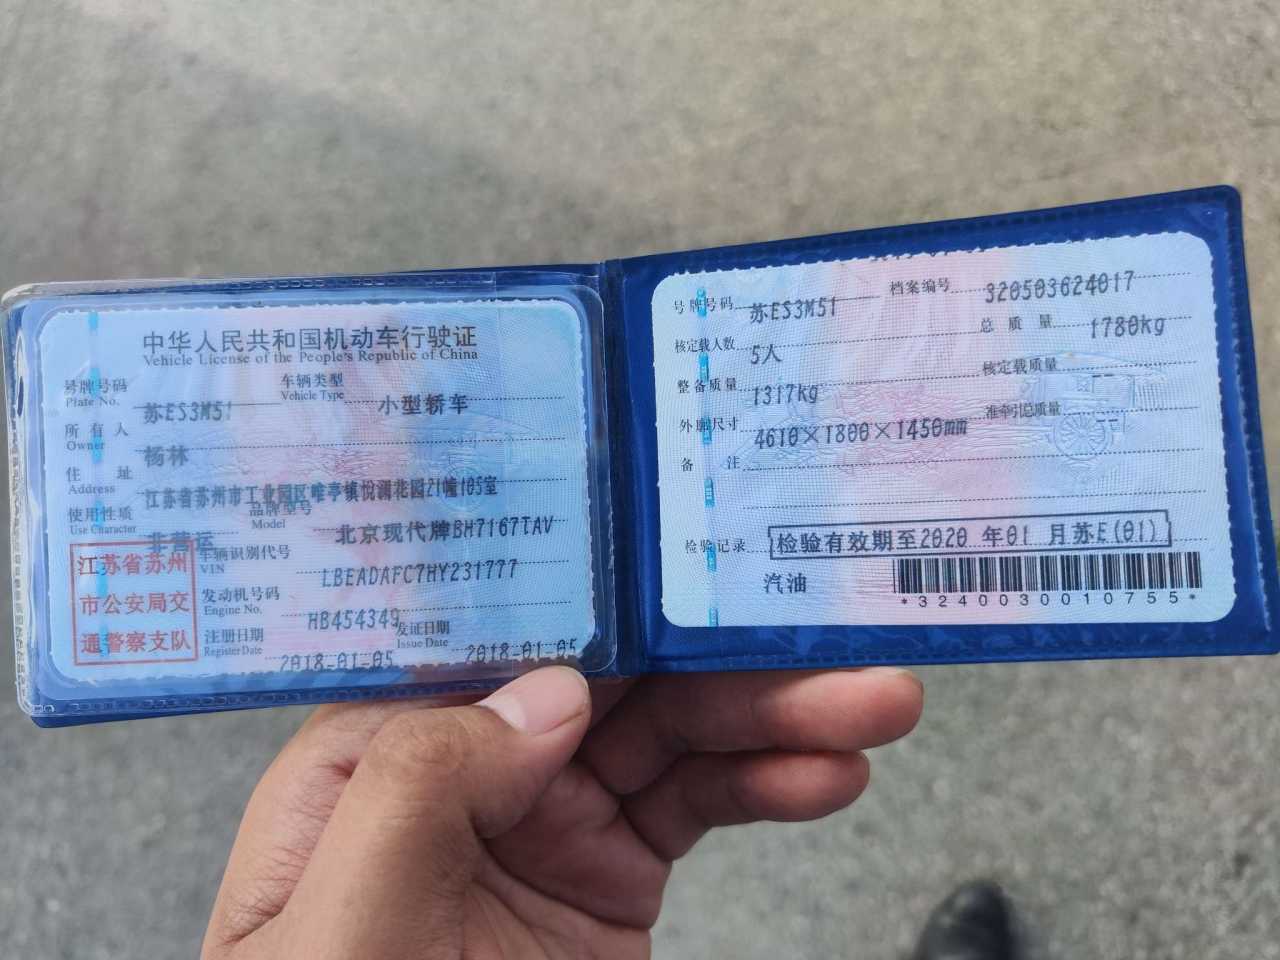 中华人民共和国机动车行驶证
Vehicle License of the People's Republic of China
号牌号码 苏ES3M51 车辆类型 小型轿车
Plate No. Vehicle Type
所有人 杨林
Owner
住址 江苏省苏州市工业园区唯亭镇悦澜花园21幢105室
Address
使用性质 非营运 品牌型号 北京现代牌BH7167TAV
Use Character Model
车辆识别代号 LBEADAFC7HY231777
VIN
发动机号码 HB454349
Engine No.
注册日期 2018-01-05 发证日期 2018-01-05
Register Date Issue Date
江苏省苏州
市公安局交
通警察支队
号牌号码 苏ES3M51 档案编号 320503624017
核定载人数 5人 总质量 1780kg
整备质量 1317kg 核定载质量
外廓尺寸 4610×1800×1450mm 准牵引总质量
备注
检验记录 检验有效期至2020年01月苏E(01)
汽油
*3240030010755*